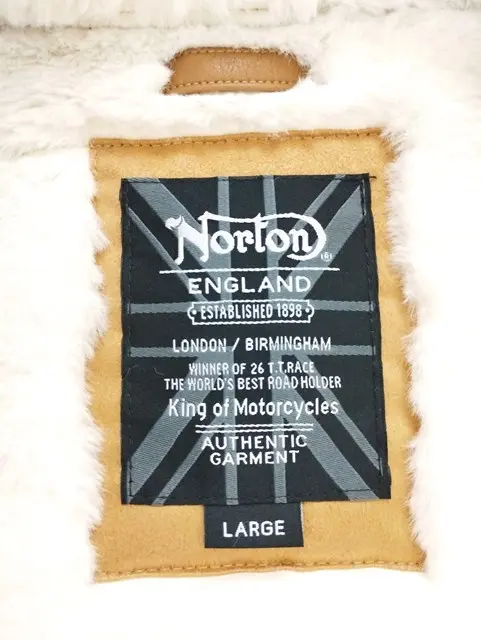 Norton®
ENGLAND
ESTABLISHED 1898
LONDON / BIRMINGHAM
WINNER OF 26 T.T.RACE
THE WORLD'S BEST ROAD HOLDER
King of Motorcycles
AUTHENTIC
GARMENT
LARGE